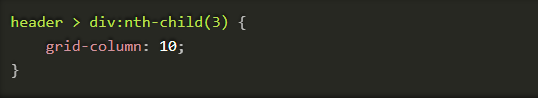 header > div:nth-child(3) {
    grid-column: 10;
}